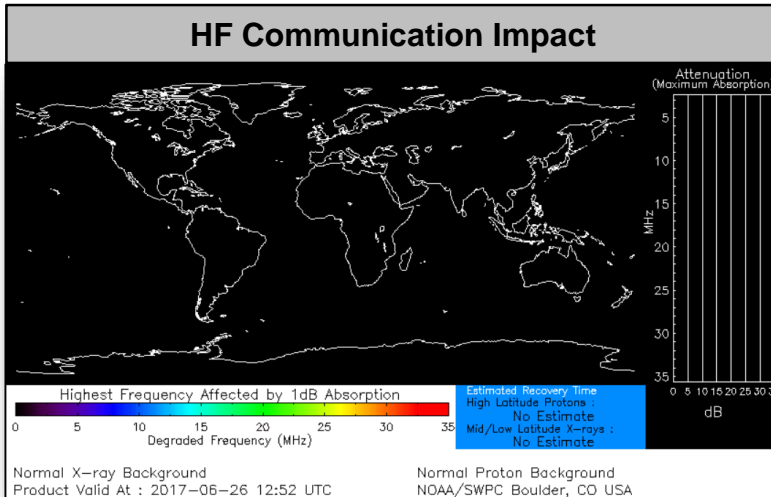 HF Communication Impact
Attenuation
(Maximum Absorption)
5
10
15
20
25
30
35
MHz
0 5 10 15 20 25 30
dB
Highest Frequency Affected by 1dB Absorption
0 5 10 15 20 25 30 35
Degraded Frequency (MHz)
Estimated Recovery Time
High Latitude Protons :
No Estimate
Mid/Low Latitude X-rays :
No Estimate
Normal X-ray Background
Product Valid At : 2017-06-26 12:52 UTC
Normal Proton Background
NOAA/SWPC Boulder, CO USA